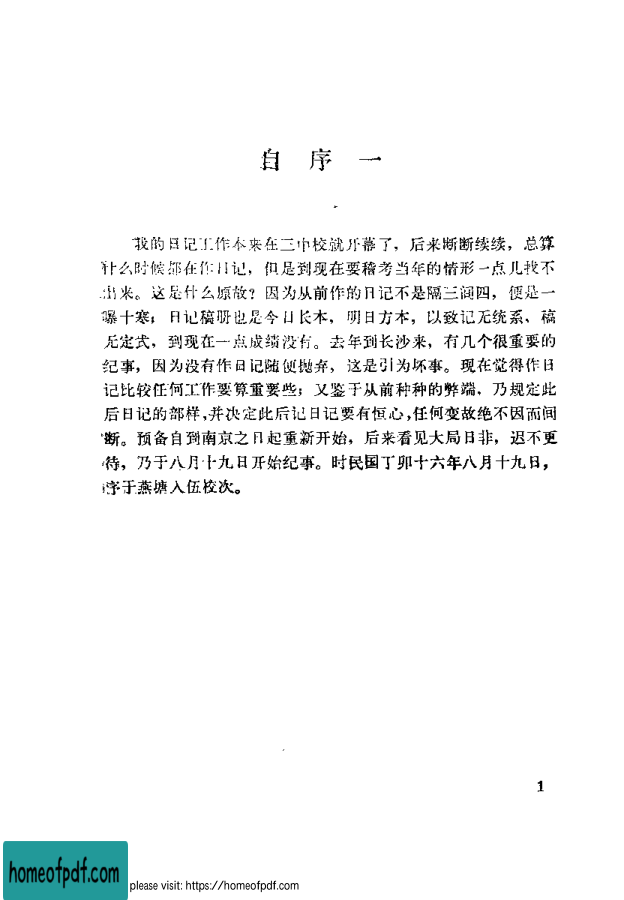 自 序 一
我的日记工作本来在三中校就开幕了，后来断断续续，总算
什么时候都在作日记，但是到现在要稽考当年的情形一点儿找不
出来。这是什么原故？因为从前作的日记不是隔三间四，便是一
曝十寒；日记稿册也是今日长本，明日方本，以致记无统系、稿
无定式，到现在一点成绩没有。去年到长沙来，有几个很重要的
纪事，因为没有作日记随便抛弃，这是引为坏事。现在觉得作日
记比较任何工作要算重要些；又鉴于从前种种的弊端，乃规定此
后日记的部样，并决定此后记日记要有恒心，任何变故绝不因而间
断。预备自到南京之日起重新开始，后来看见大局日非，迟不更
待，乃于八月十九日开始纪事。时民国丁卯十六年八月十九日，
序于燕塘入伍校次。
1
homeofpdf.com
please visit: https://homeofpdf.com